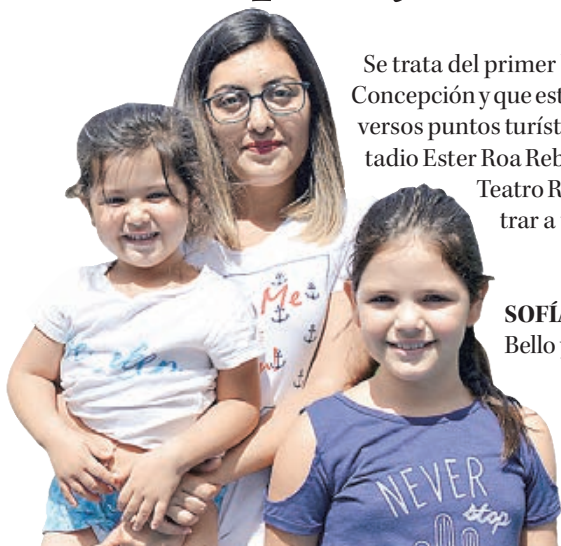 Se trata del primer
Concepción y que est
versos puntos turíst
tadio Ester Roa Reb
Teatro R
trar a
SOFÍA
Bello
Me
NEVER
stop